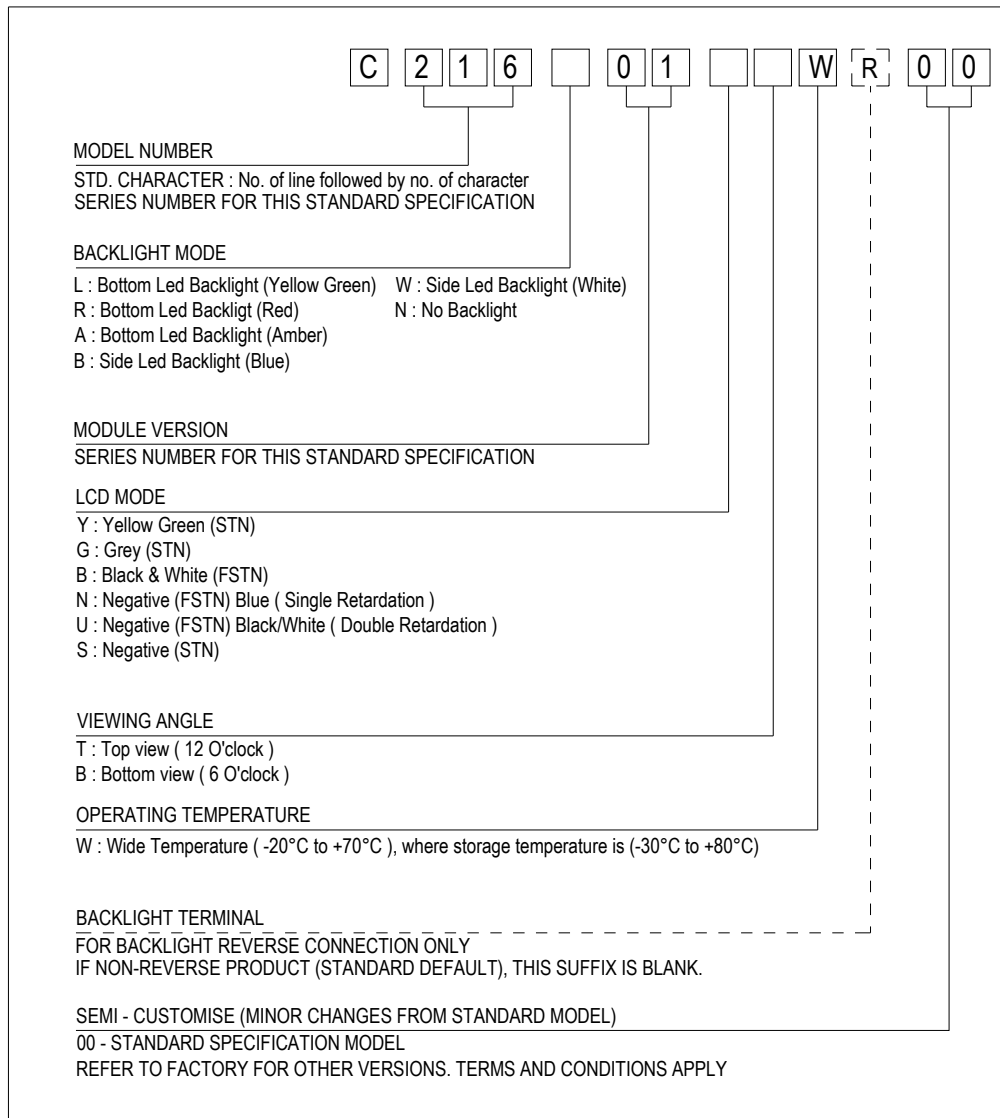 C 2 1 6 0 1 W R 0 0
MODEL NUMBER
STD. CHARACTER : No. of line followed by no. of character
SERIES NUMBER FOR THIS STANDARD SPECIFICATION
BACKLIGHT MODE
L : Bottom Led Backlight (Yellow Green) W : Side Led Backlight (White)
R : Bottom Led Backligt (Red) N : No Backlight
A : Bottom Led Backlight (Amber)
B : Side Led Backlight (Blue)
MODULE VERSION
SERIES NUMBER FOR THIS STANDARD SPECIFICATION
LCD MODE
Y : Yellow Green (STN)
G : Grey (STN)
B : Black & White (FSTN)
N : Negative (FSTN) Blue ( Single Retardation )
U : Negative (FSTN) Black/White ( Double Retardation )
S : Negative (STN)
VIEWING ANGLE
T : Top view ( 12 O'clock )
B : Bottom view ( 6 O'clock )
OPERATING TEMPERATURE
W : Wide Temperature ( -20°C to +70°C ), where storage temperature is (-30°C to +80°C)
BACKLIGHT TERMINAL
FOR BACKLIGHT REVERSE CONNECTION ONLY
IF NON-REVERSE PRODUCT (STANDARD DEFAULT), THIS SUFFIX IS BLANK.
SEMI - CUSTOMISE (MINOR CHANGES FROM STANDARD MODEL)
00 - STANDARD SPECIFICATION MODEL
REFER TO FACTORY FOR OTHER VERSIONS. TERMS AND CONDITIONS APPLY